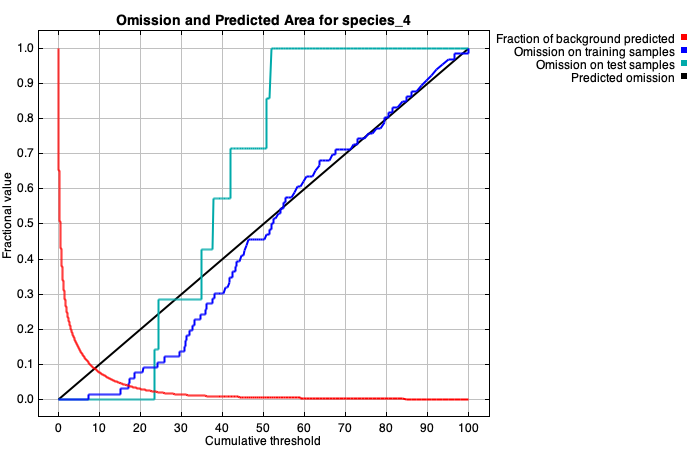 Omission and Predicted Area for species_4
Fraction of background predicted
Omission on training samples
Omission on test samples
Predicted omission
Fractional value
1.0
0.9
0.8
0.7
0.6
0.5
0.4
0.3
0.2
0.1
0.0
0 10 20 30 40 50 60 70 80 90 100
Cumulative threshold